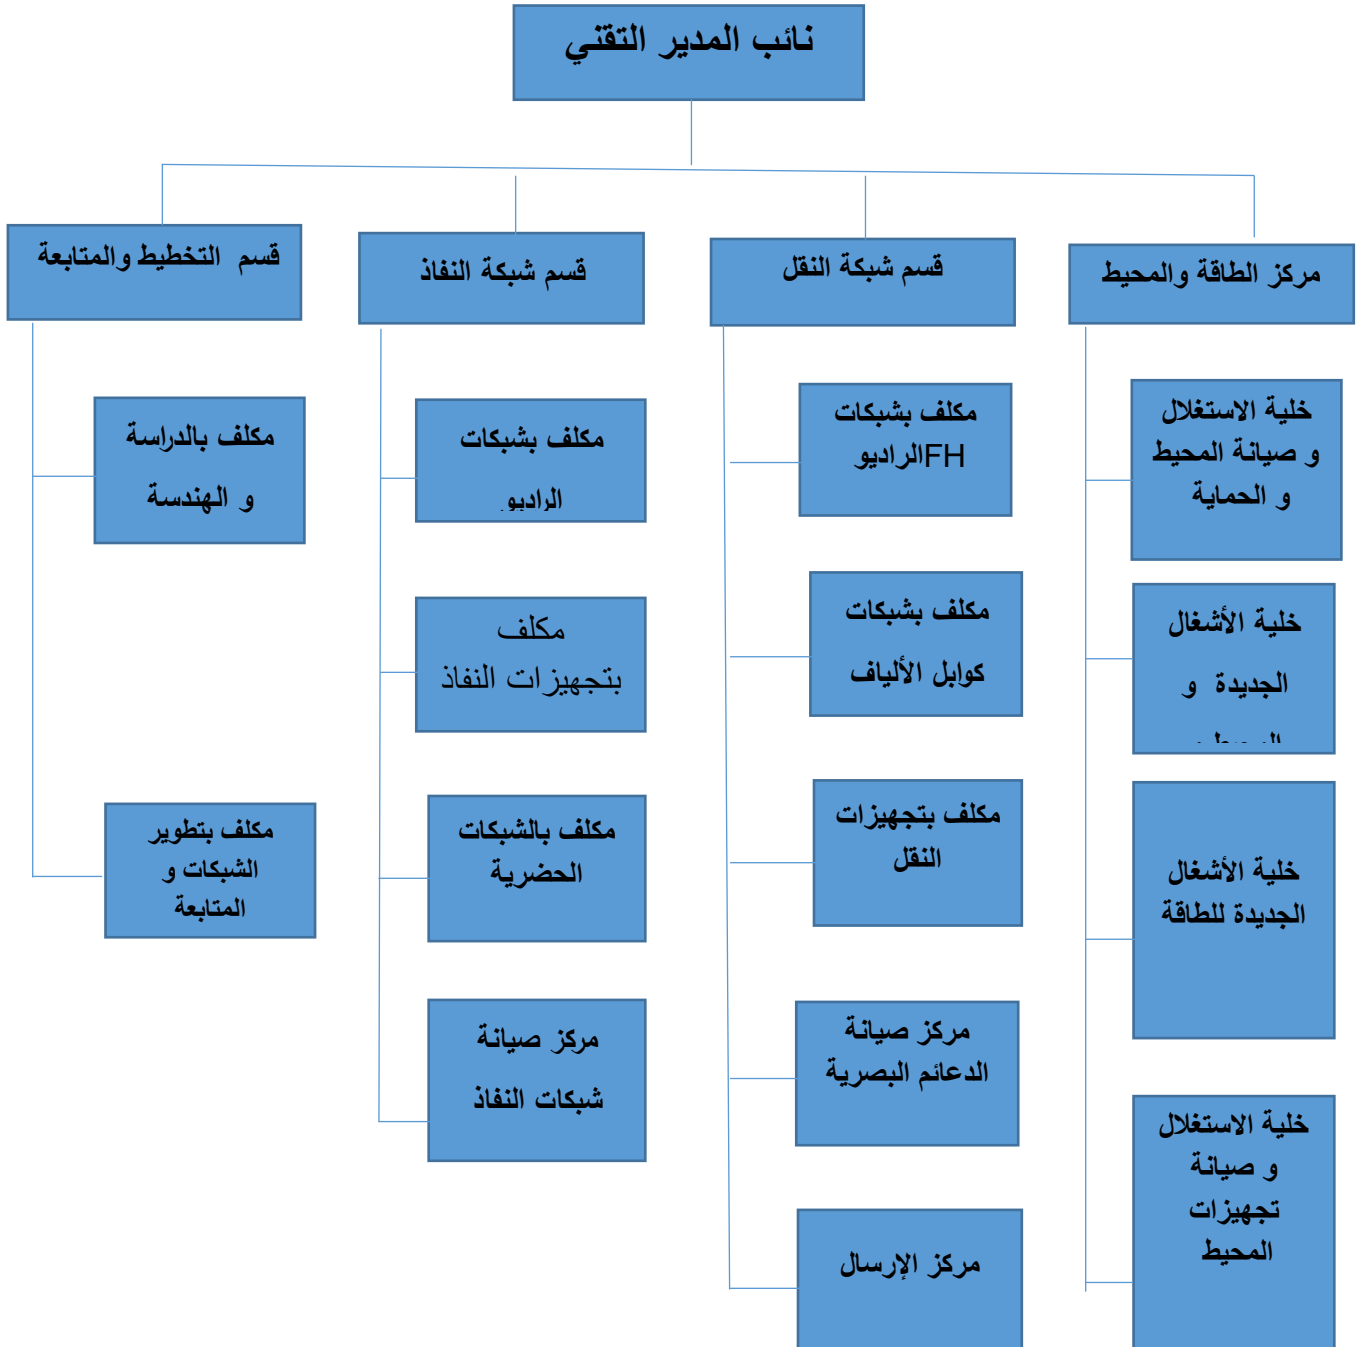 نائب المدير التقني
مركز الطاقة والمحيط
قسم شبكة النقل
قسم شبكة النفاذ
قسم التخطيط والمتابعة
خلية الاستغلال
و صيانة المحيط
و الحماية
خلية الأشغال
الجديدة و
خلية الأشغال
الجديدة للطاقة
خلية الاستغلال
و صيانة
تجهيزات
المحيط
مكلف بشبكات
الراديوFH
مكلف بشبكات
كوابل الألياف
مكلف بتجهيزات
النقل
مركز صيانة
الدعائم البصرية
مركز الإرسال
مكلف بشبكات
الراديو
مكلف
بتجهيزات النفاذ
مكلف بالشبكات
الحضرية
مركز صيانة
شبكات النفاذ
مكلف بالدراسة
و الهندسة
مكلف بتطوير
الشبكات و
المتابعة